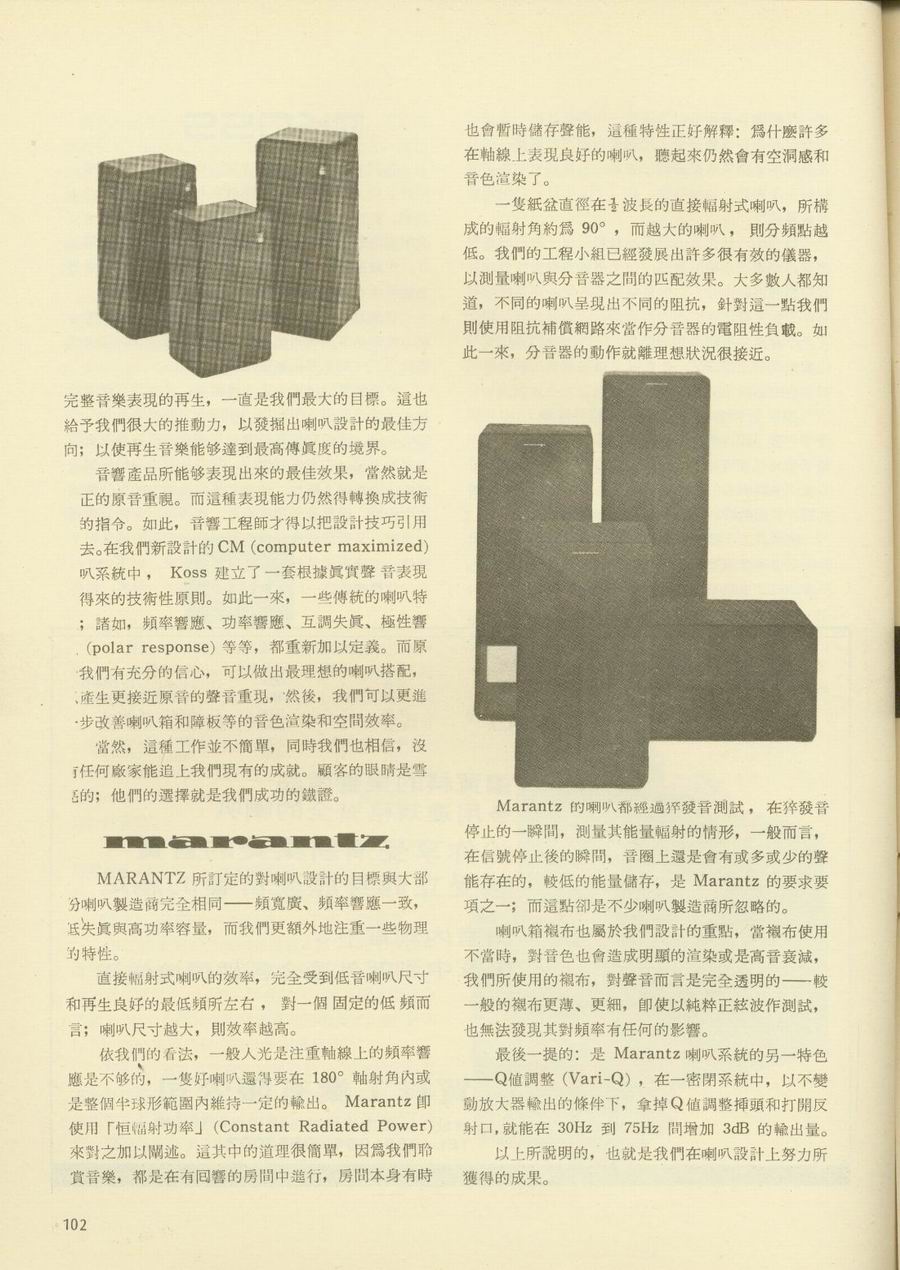 完整音樂表現的再生，一直是我們最大的目標。這也
給予我們很大的推動力，以發掘出喇叭設計的最佳方
向；以使再生音樂能够達到最高傳眞度的境界。
音響產品所能够表現出來的最佳效果，當然就是
正的原音重視。而這種表現能力仍然得轉換成技術
的指令。如此，音響工程師才得以把設計技巧引用
去。在我們新設計的 CM (computer maximized)
叭系統中， Koss 建立了一套根據眞實聲 音表現
得來的技術性原則。如此一來，一些傳統的喇叭特
；諸如，頻率響應、功率響應、互調失眞、極性響
(polar response) 等等，都重新加以定義。而原
我們有充分的信心，可以做出最理想的喇叭搭配，
產生更接近原音的聲音重現，然後，我們可以更進
步改善喇叭箱和障板等的音色渲染和空間效率。
當然，這種工作並不簡單，同時我們也相信，沒
任何廠家能追上我們現有的成就。顧客的眼睛是雪
的；他們的選擇就是我們成功的鐵證。
marantz.
MARANTZ 所訂定的對喇叭設計的目標與大部
分喇叭製造商完全相同——頻寬廣、頻率響應一致，
低失眞與高功率容量，而我們更額外地注重一些物理
的特性。
直接輻射式喇叭的效率，完全受到低音喇叭尺寸
和再生良好的最低頻所左右， 對一個 固定的低 頻而
言；喇叭尺寸越大，則效率越高。
依我們的看法，一般人光是注重軸線上的頻率響
應是不够的，一隻好喇叭還得要在 180° 軸射角內或
是整個半球形範圍內維持一定的輸出。 Marantz 卽
使用「恒輻射功率」(Constant Radiated Power)
來對之加以闡述。這其中的道理很簡單，因爲我們聆
賞音樂，都是在有回響的房間中進行，房間本身有時
也會暫時儲存聲能，這種特性正好解釋：爲什麼許多
在軸線上表現良好的喇叭，聽起來仍然會有空洞感和
音色渲染了。
一隻紙盆直徑在½波長的直接輻射式喇叭，所構
成的輻射角約爲 90° ，而越大的喇叭， 則分頻點越
低。我們的工程小組已經發展出許多很有效的儀器，
以測量喇叭與分音器之間的匹配效果。大多數人都知
道，不同的喇叭呈現出不同的阻抗，針對這一點我們
則使用阻抗補償網路來當作分音器的電阻性負載。如
此一來，分音器的動作就離理想狀況很接近。
Marantz 的喇叭都經過猝發音測試， 在猝發音
停止的一瞬間，測量其能量輻射的情形，一般而言，
在信號停止後的瞬間，音圈上還是會有或多或少的聲
能存在的，較低的能量儲存，是 Marantz 的要求要
項之一；而這點卻是不少喇叭製造商所忽略的。
喇叭箱襯布也屬於我們設計的重點，當襯布使用
不當時，對音色也會造成明顯的渲染或是高音衰減，
我們所使用的襯布，對聲音而言是完全透明的——較
一般的襯布更薄、更細，卽使以純粹正絃波作測試，
也無法發現其對頻率有任何的影響。
最後一提的：是 Marantz 喇叭系統的另一特色
——Q値調整 (Vari-Q) ，在一密閉系統中，以不變
動放大器輸出的條件下，拿掉Q値調整揷頭和打開反
射口，就能在 30Hz 到 75Hz 間增加 3dB 的輸出量。
以上所說明的，也就是我們在喇叭設計上努力所
獲得的成果。
102